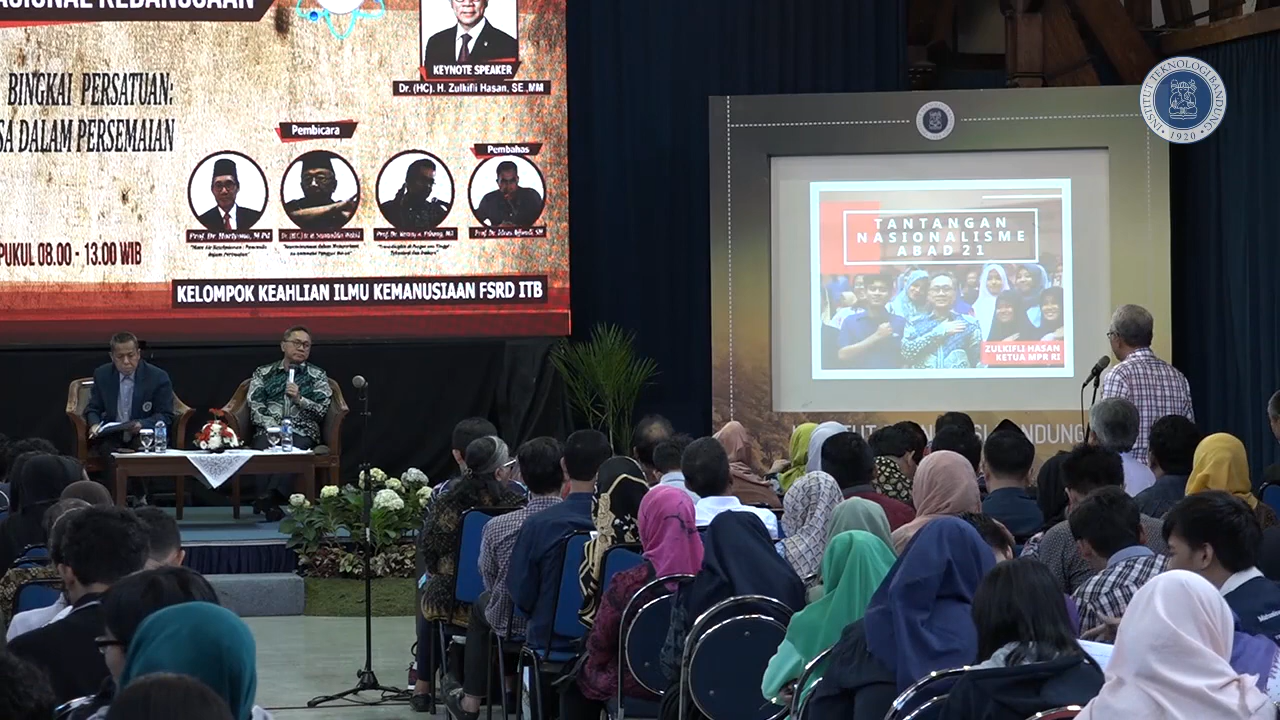 ASIONAL KEBANGSAAN
BINGKAI PERSATUAN:
SA DALAM PERSEMAIAN
PUKUL 08.00 - 13.00 WIB
KEYNOTE SPEAKER
Dr. (HC). H. Zulkifli Hasan, SE.,MM
Pembicara
Pembahas
KELOMPOK KEAHLIAN ILMU KEMANUSIAAN FSRD ITB
TANTANGAN
NASIONALISME
ABAD 21
ZULKIFLI HASAN
KETUA MPR RI
INSTITUT TEKNOLOGI BANDUNG
1920